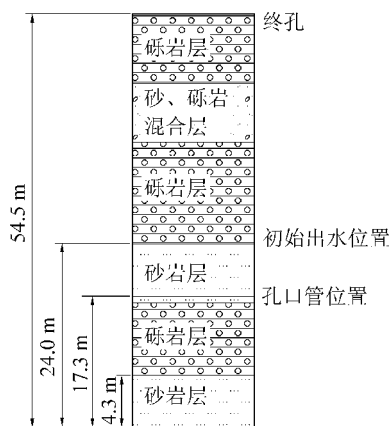 终孔
砾岩层
砂、砾岩
混合层
砾岩层
初始出水位置
砂岩层
孔口管位置
砾岩层
砂岩层
54.5 m
24.0 m
17.3 m
4.3 m